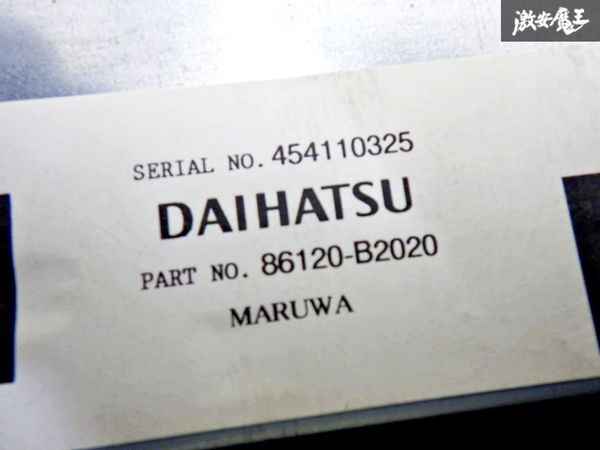 激安魔王
SERIAL NO. 454110325
DAIHATSU
PART NO. 86120-B2020
MARUWA